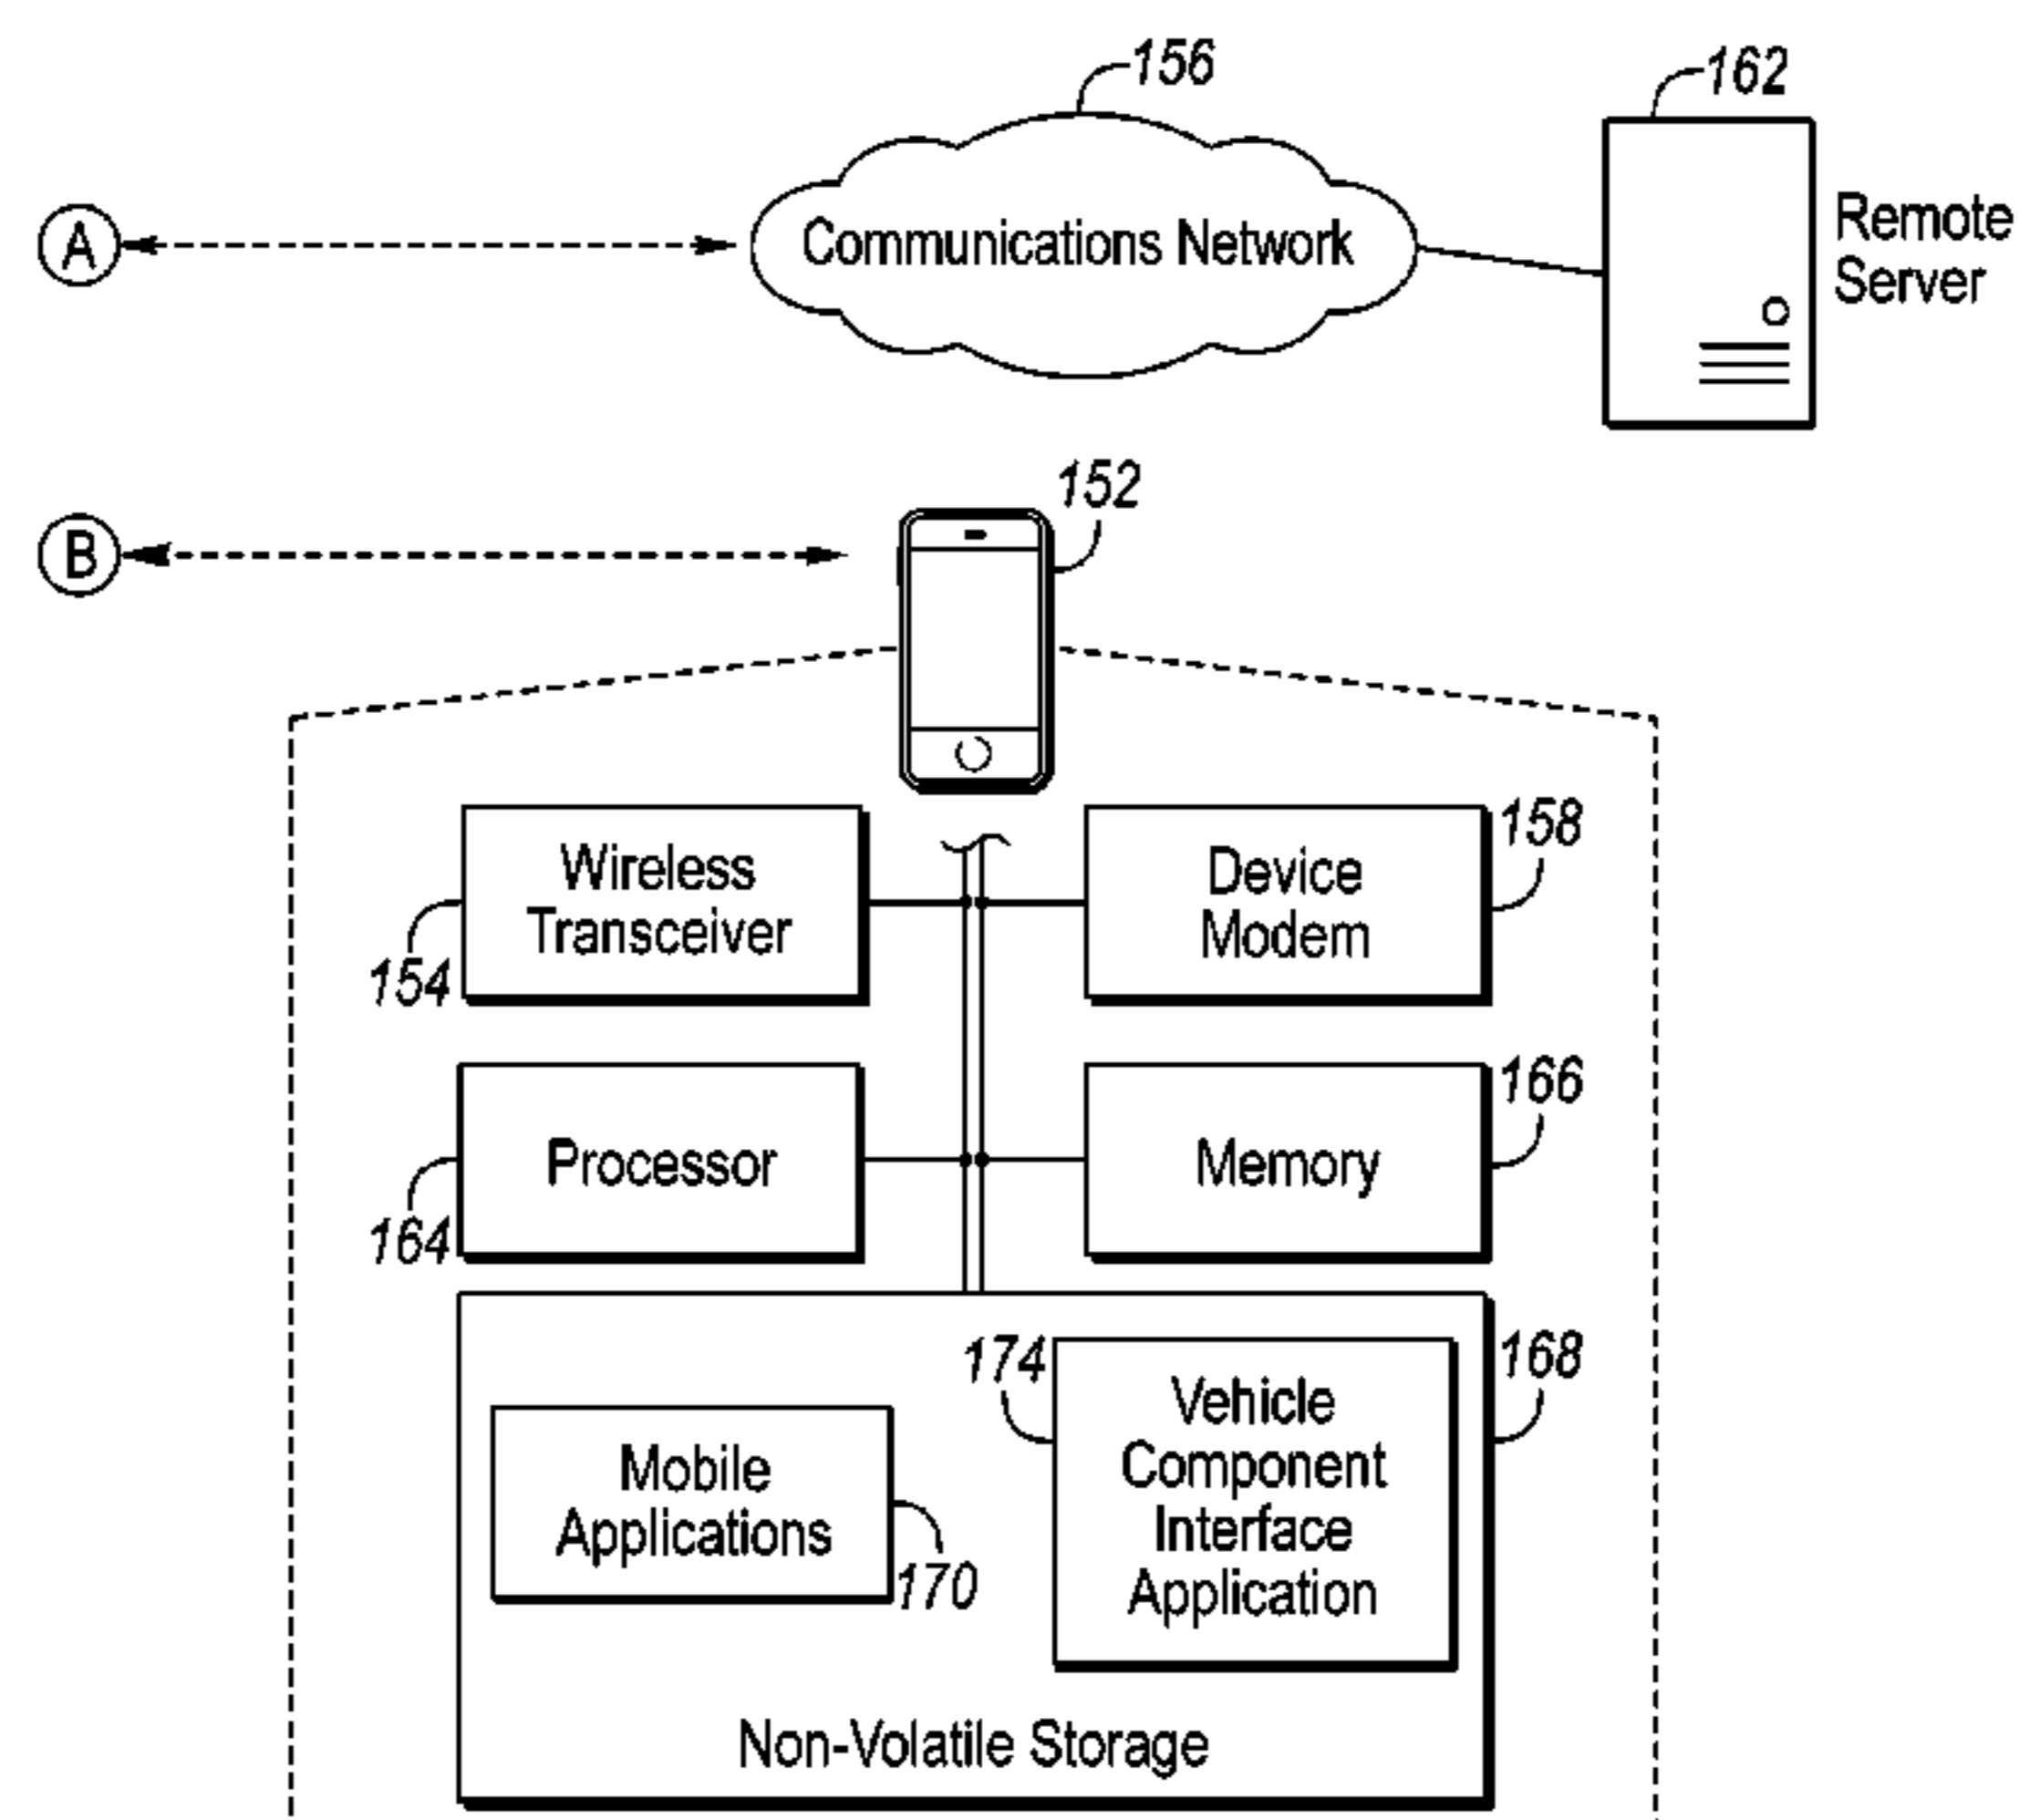 156
162
A
Communications Network
Remote
Server
152
B
Wireless
Transceiver
154
Device
Modem
158
Processor
164
Memory
166
174
Vehicle
Component
Interface
Application
168
Mobile
Applications
170
Non-Volatile Storage